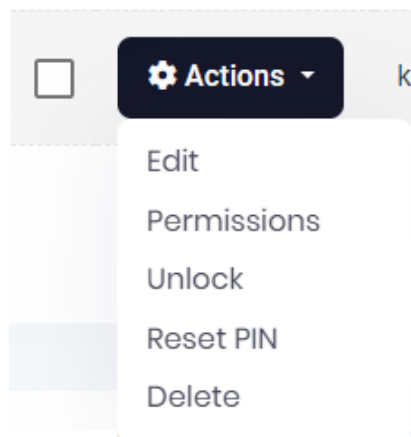 Actions k
Edit
Permissions
Unlock
Reset PIN
Delete